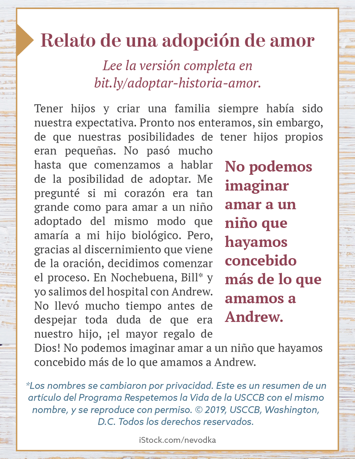 Relato de una adopción de amor
Lee la versión completa en
bit.ly/adoptar-historia-amor.
Tener hijos y criar una familia siempre había sido
nuestra expectativa. Pronto nos enteramos, sin embargo,
de que nuestras posibilidades de tener hijos propios
eran pequeñas. No pasó mucho
hasta que comenzamos a hablar
de la posibilidad de adoptar. Me
pregunté si mi corazón era tan
grande como para amar a un niño
adoptado del mismo modo que
amaría a mi hijo biológico. Pero,
gracias al discernimiento que viene
de la oración, decidimos comenzar
el proceso. En Nochebuena, Bill* y
yo salimos del hospital con Andrew.
No llevó mucho tiempo antes de
despejar toda duda de que era
nuestro hijo, ¡el mayor regalo de
Dios! No podemos imaginar amar a un niño que hayamos
concebido más de lo que amamos a Andrew.
No podemos
imaginar
amar a un
niño que
hayamos
concebido
más de lo que
amamos a
Andrew.
*Los nombres se cambiaron por privacidad. Este es un resumen de un
artículo del Programa Respetemos la Vida de la USCCB con el mismo
nombre, y se reproduce con permiso. © 2019, USCCB, Washington,
D.C. Todos los derechos reservados.
iStock.com/nevodka